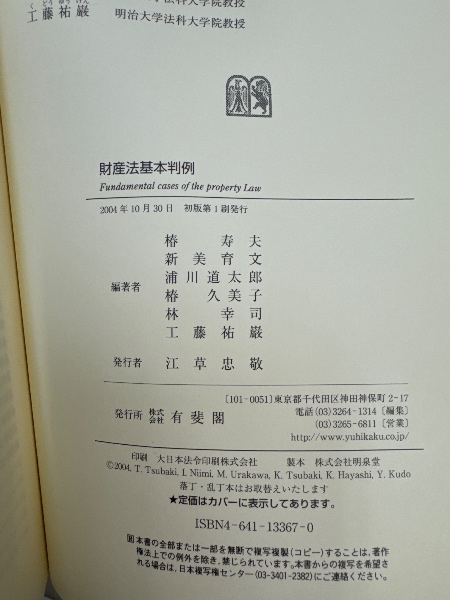 学法科大学院教授
く どう ゆう げん
工藤祐巖 明治大学法科大学院教授
財産法基本判例
Fundamental cases of the property Law
2004年10月30日 初版第1刷発行
編著者
椿 寿夫
新美育文
浦川道太郎
椿 久美子
林 幸司
工藤祐巖
発行者 江草忠敬
〔101-0051〕東京都千代田区神田神保町2-17
発行所 株式会社 有斐閣
電話(03)3264-1314〔編集〕
(03)3265-6811〔営業〕
http://www.yuhikaku.co.jp/
印刷 大日本法令印刷株式会社 製本 株式会社明泉堂
©2004, T. Tsubaki, I. Niimi, M. Urakawa, K. Tsubaki, K. Hayashi, Y. Kudo
落丁・乱丁本はお取替えいたします
★定価はカバーに表示してあります。
ISBN4-641-13367-0
本書の全部または一部を無断で複写複製(コピー)することは、著作
権法上での例外を除き、禁じられています。本書からの複写を希望さ
れる場合は、日本複写権センター(03-3401-2382)にご連絡ください。